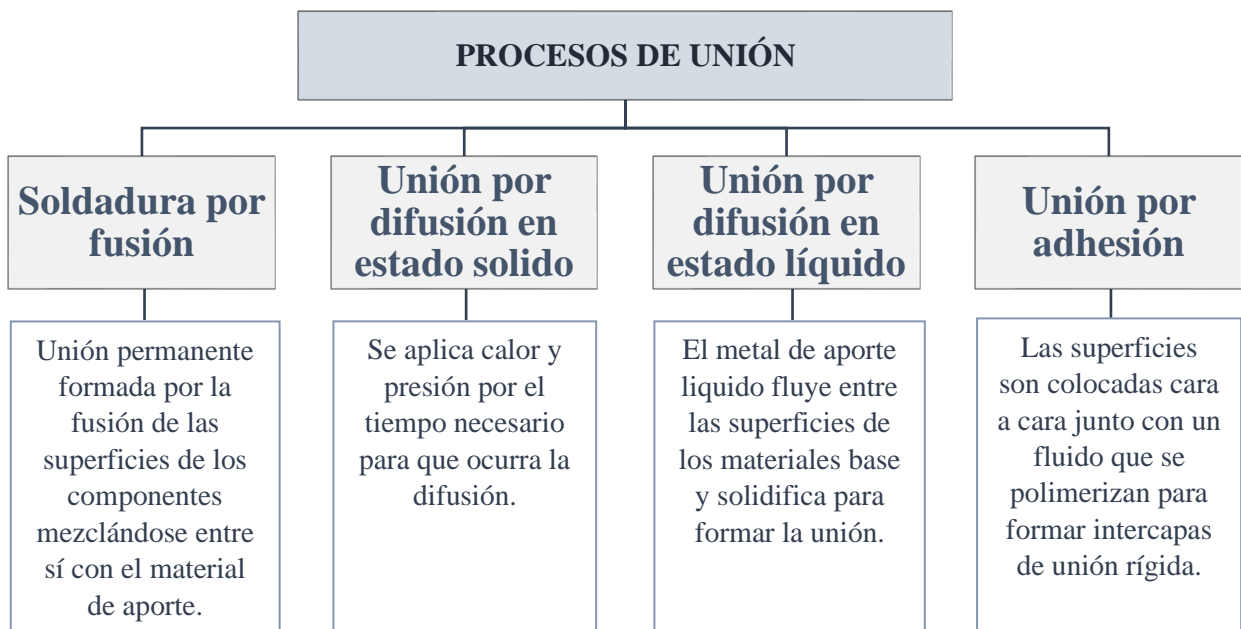 PROCESOS DE UNIÓN
Soldadura por
fusión
Unión permanente
formada por la
fusión de las
superficies de los
componentes
mezclándose entre
sí con el material
de aporte.
Unión por
difusión en
estado solido
Se aplica calor y
presión por el
tiempo necesario
para que ocurra la
difusión.
Unión por
difusión en
estado líquido
El metal de aporte
liquido fluye entre
las superficies de
los materiales base
y solidifica para
formar la unión.
Unión por
adhesión
Las superficies
son colocadas cara
a cara junto con un
fluido que se
polimerizan para
formar intercapas
de unión rígida.